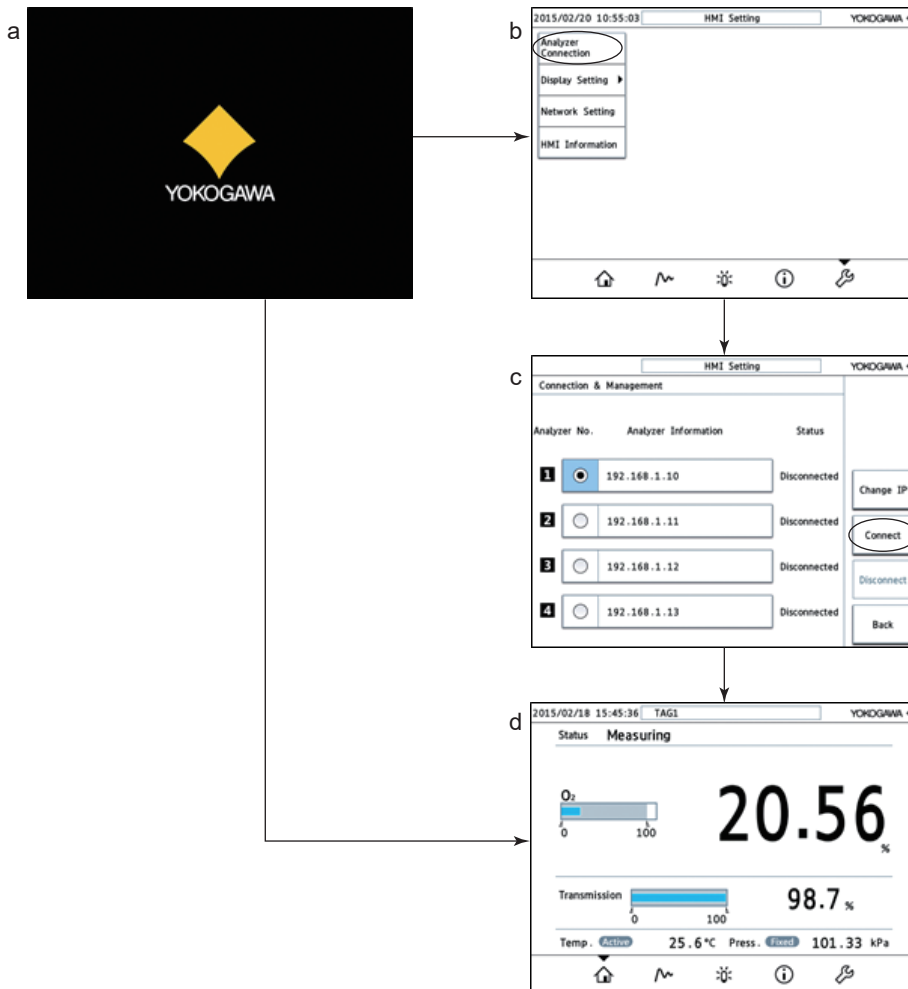 a
YOKOGAWA
b
2015/02/20 10:55:03 HMI Setting YOKOGAWA
Analyzer
Connection
Display Setting
Network Setting
HMI Information
c
HMI Setting YOKOGAWA
Connection & Management
Analyzer No. Analyzer Information Status
1 192.168.1.10 Disconnected
2 192.168.1.11 Disconnected
3 192.168.1.12 Disconnected
4 192.168.1.13 Disconnected
Change IP
Connect
Disconnect
Back
d
2015/02/18 15:45:36 TAG1 YOKOGAWA
Status Measuring
O₂
0 100
20.56 %
Transmission
0 100
98.7 %
Temp. Active 25.6°C Press. Fixed 101.33 kPa